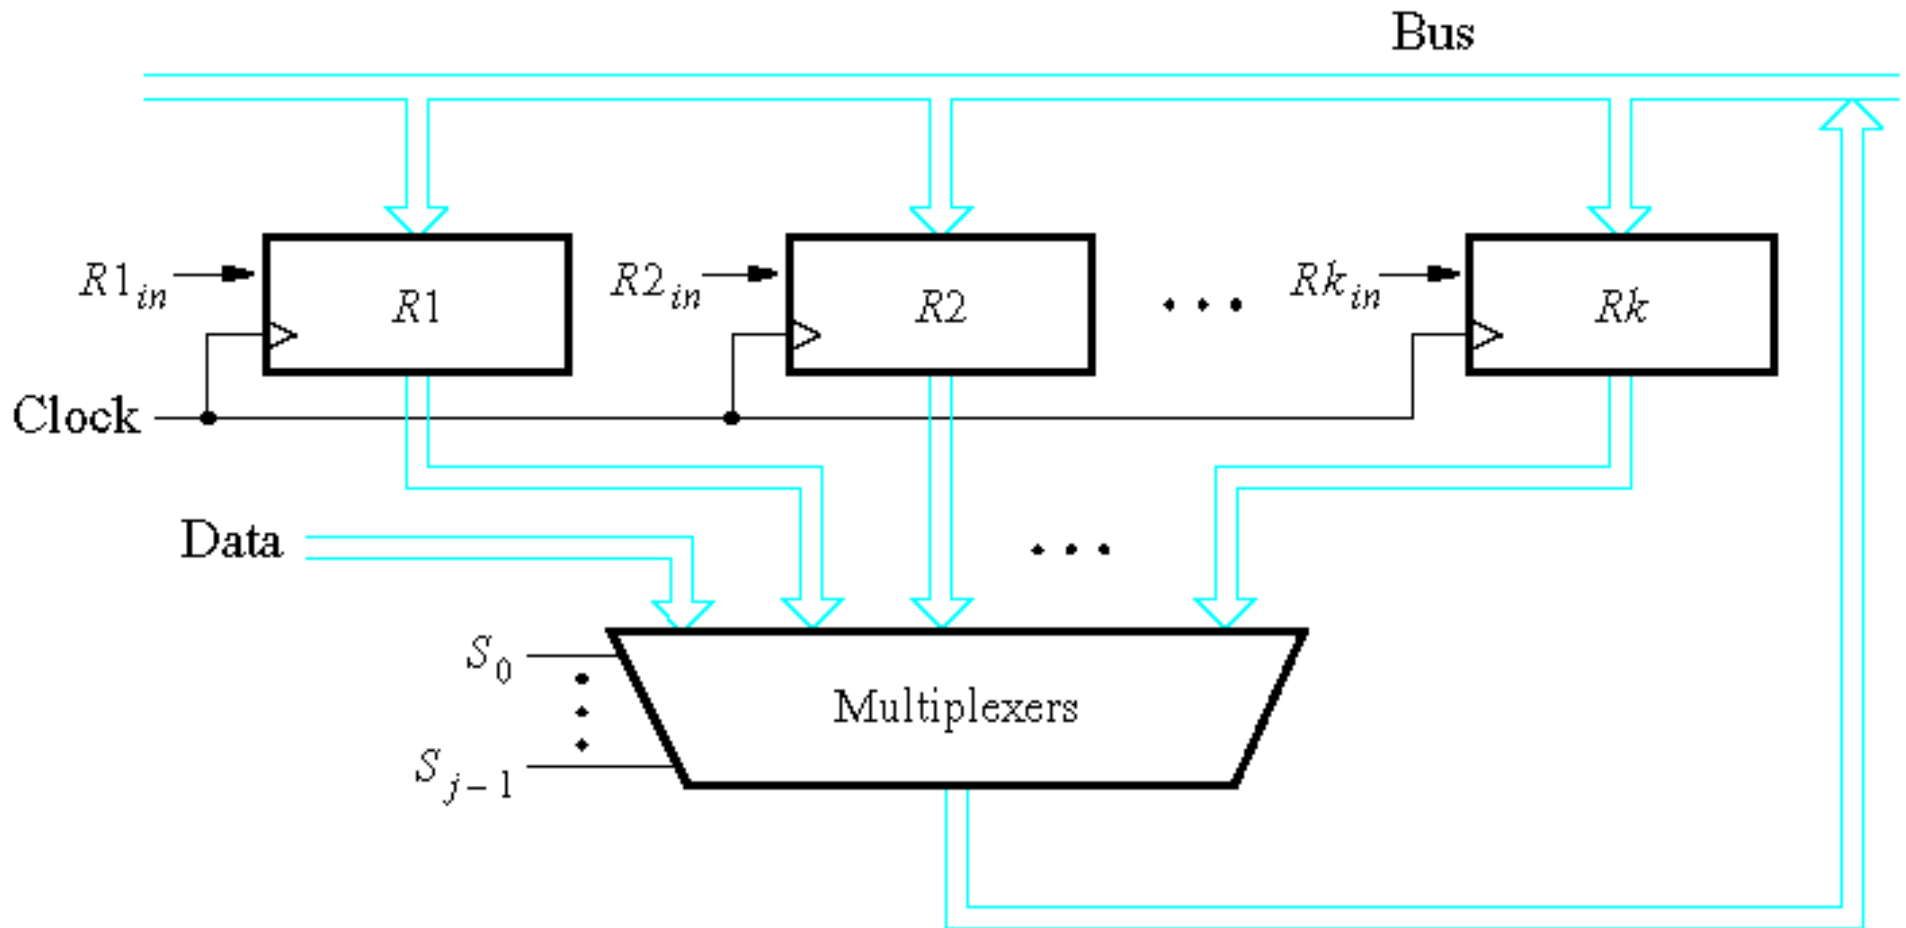 Bus
R1in
R1
R2in
R2
• • •
Rkin
Rk
Clock
Data
• • •
S0
Multiplexers
Sj−1